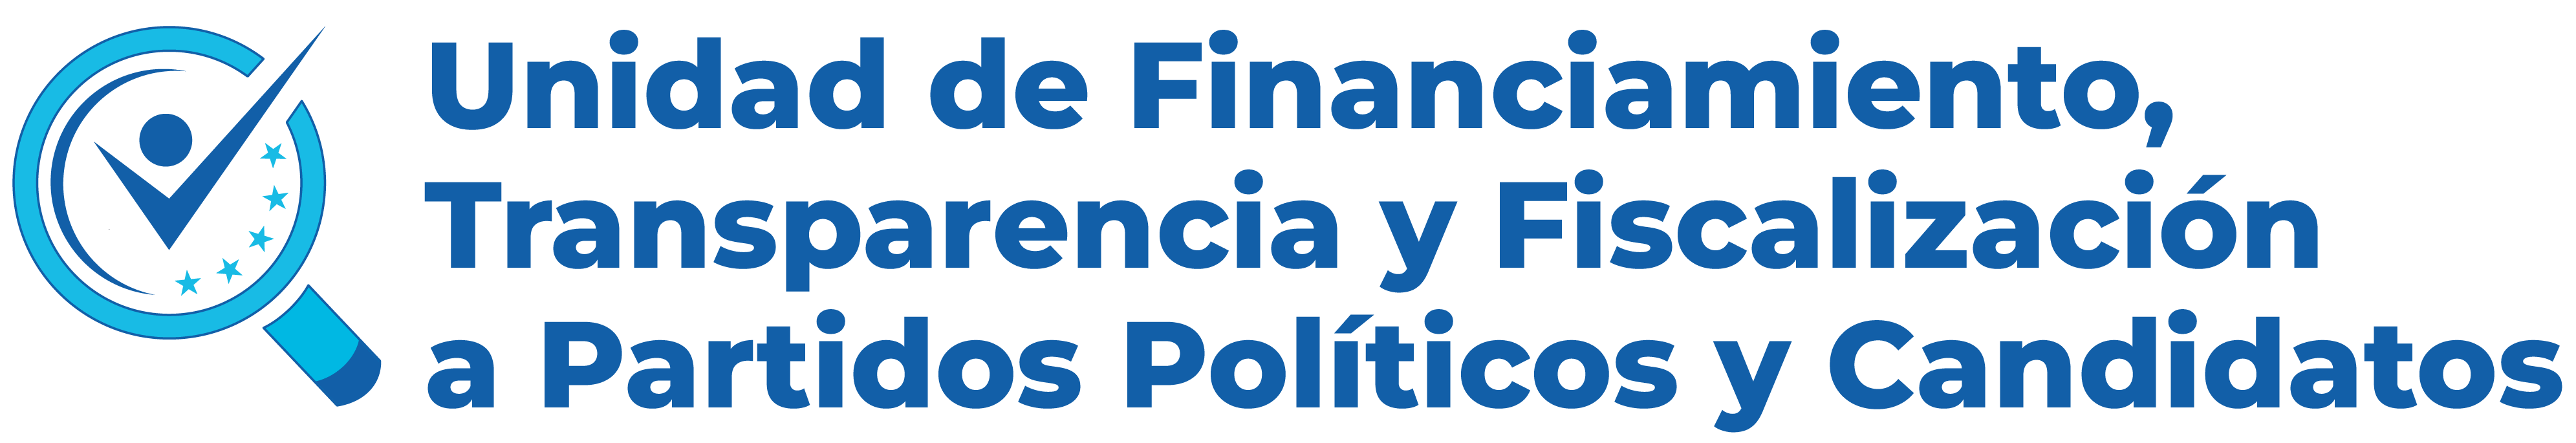 Unidad de Financiamiento,
Transparencia y Fiscalización
a Partidos Políticos y Candidatos